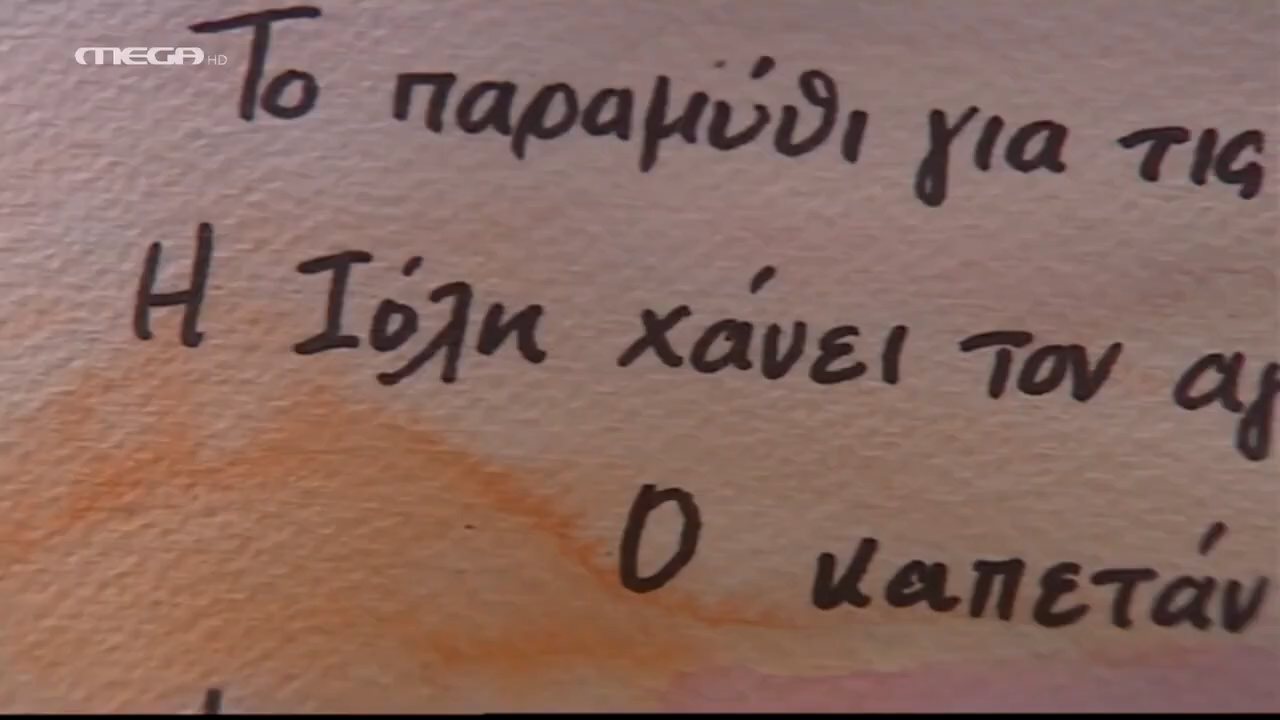 MEGA HD
Το παραμύθι για τις
Η Ιόλη χάνει τον
Ο καπετάν